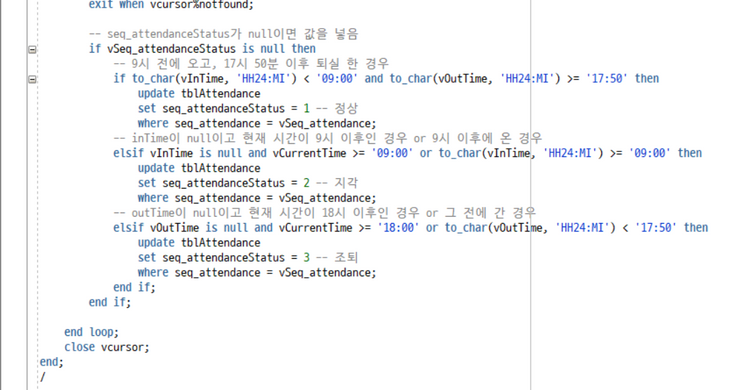 exit when vcursor%notfound;
-- seq_attendanceStatus가 null이면 값을 넣음
if vSeq_attendanceStatus is null then
-- 9시 전에 오고, 17시 50분 이후 퇴실 한 경우
if to_char(vInTime, 'HH24:MI') < '09:00' and to_char(vOutTime, 'HH24:MI') >= '17:50' then
update tblAttendance
set seq_attendanceStatus = 1 -- 정상
where seq_attendance = vSeq_attendance;
-- inTime이 null이고 현재 시간이 9시 이후인 경우 or 9시 이후에 온 경우
elsif vInTime is null and vCurrentTime >= '09:00' or to_char(vInTime, 'HH24:MI') >= '09:00' then
update tblAttendance
set seq_attendanceStatus = 2 -- 지각
where seq_attendance = vSeq_attendance;
-- outTime이 null이고 현재 시간이 18시 이후인 경우 or 그 전에 간 경우
elsif vOutTime is null and vCurrentTime >= '18:00' or to_char(vOutTime, 'HH24:MI') < '17:50' then
update tblAttendance
set seq_attendanceStatus = 3 -- 조퇴
where seq_attendance = vSeq_attendance;
end if;
end if;
end loop;
close vcursor;
end;
/